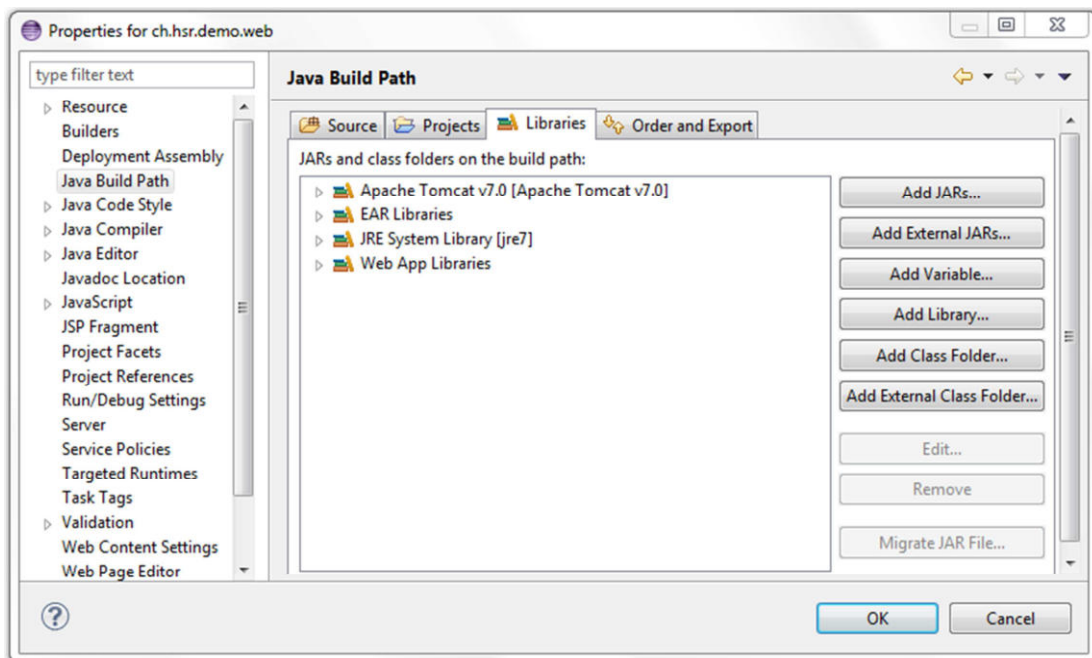 Properties for ch.hsr.demo.web
type filter text
Resource
Builders
Deployment Assembly
Java Build Path
Java Code Style
Java Compiler
Java Editor
Javadoc Location
JavaScript
JSP Fragment
Project Facets
Project References
Run/Debug Settings
Server
Service Policies
Targeted Runtimes
Task Tags
Validation
Web Content Settings
Web Page Editor
Java Build Path
Source Projects Libraries Order and Export
JARs and class folders on the build path:
Apache Tomcat v7.0 [Apache Tomcat v7.0]
EAR Libraries
JRE System Library [jre7]
Web App Libraries
Add JARs...
Add External JARs...
Add Variable...
Add Library...
Add Class Folder...
Add External Class Folder...
Edit...
Remove
Migrate JAR File...
?
OK Cancel